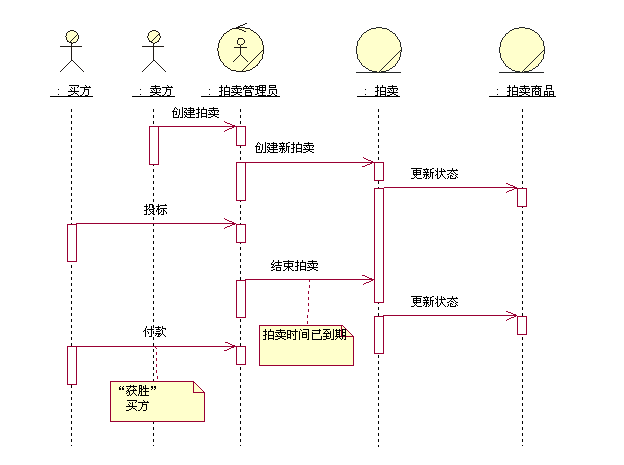 : 买方
: 卖方
: 拍卖管理员
: 拍卖
: 拍卖商品
创建拍卖
创建新拍卖
更新状态
投标
结束拍卖
更新状态
付款
拍卖时间已到期
“获胜”
买方